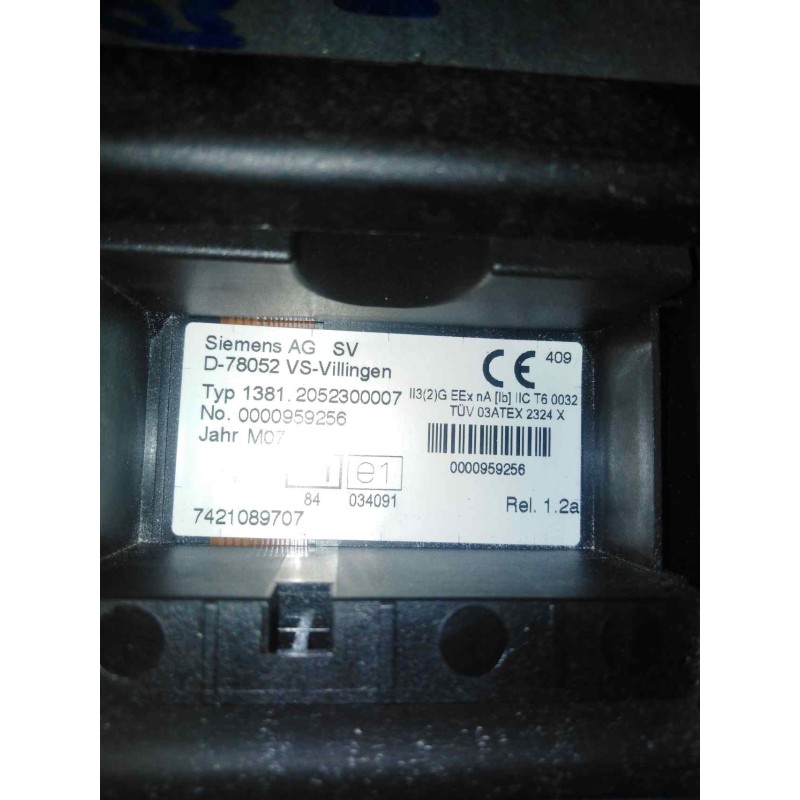 Siemens AG SV
D-78052 VS-Villingen
CE 409
Typ 1381.2052300007
II3(2)G EEx nA [Ib] IIC T6 0032
TÜV 03ATEX 2324 X
No. 0000959256
Jahr M07
0000959256
e1
84 034091
Rel. 1.2a
7421089707